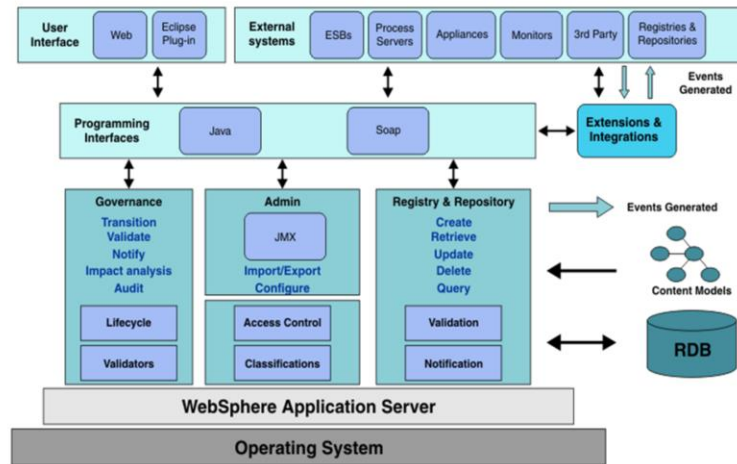 User
Interface
Web
Eclipse
Plug-in
External
systems
ESBs
Process
Servers
Appliances
Monitors
3rd Party
Registries &
Repositories
Events
Generated
Programming
Interfaces
Java
Soap
Extensions &
Integrations
Governance
Transition
Validate
Notify
Impact analysis
Audit
Lifecycle
Validators
Admin
JMX
Import/Export
Configure
Access Control
Classifications
Registry & Repository
Create
Retrieve
Update
Delete
Query
Validation
Notification
Events Generated
Content Models
RDB
WebSphere Application Server
Operating System